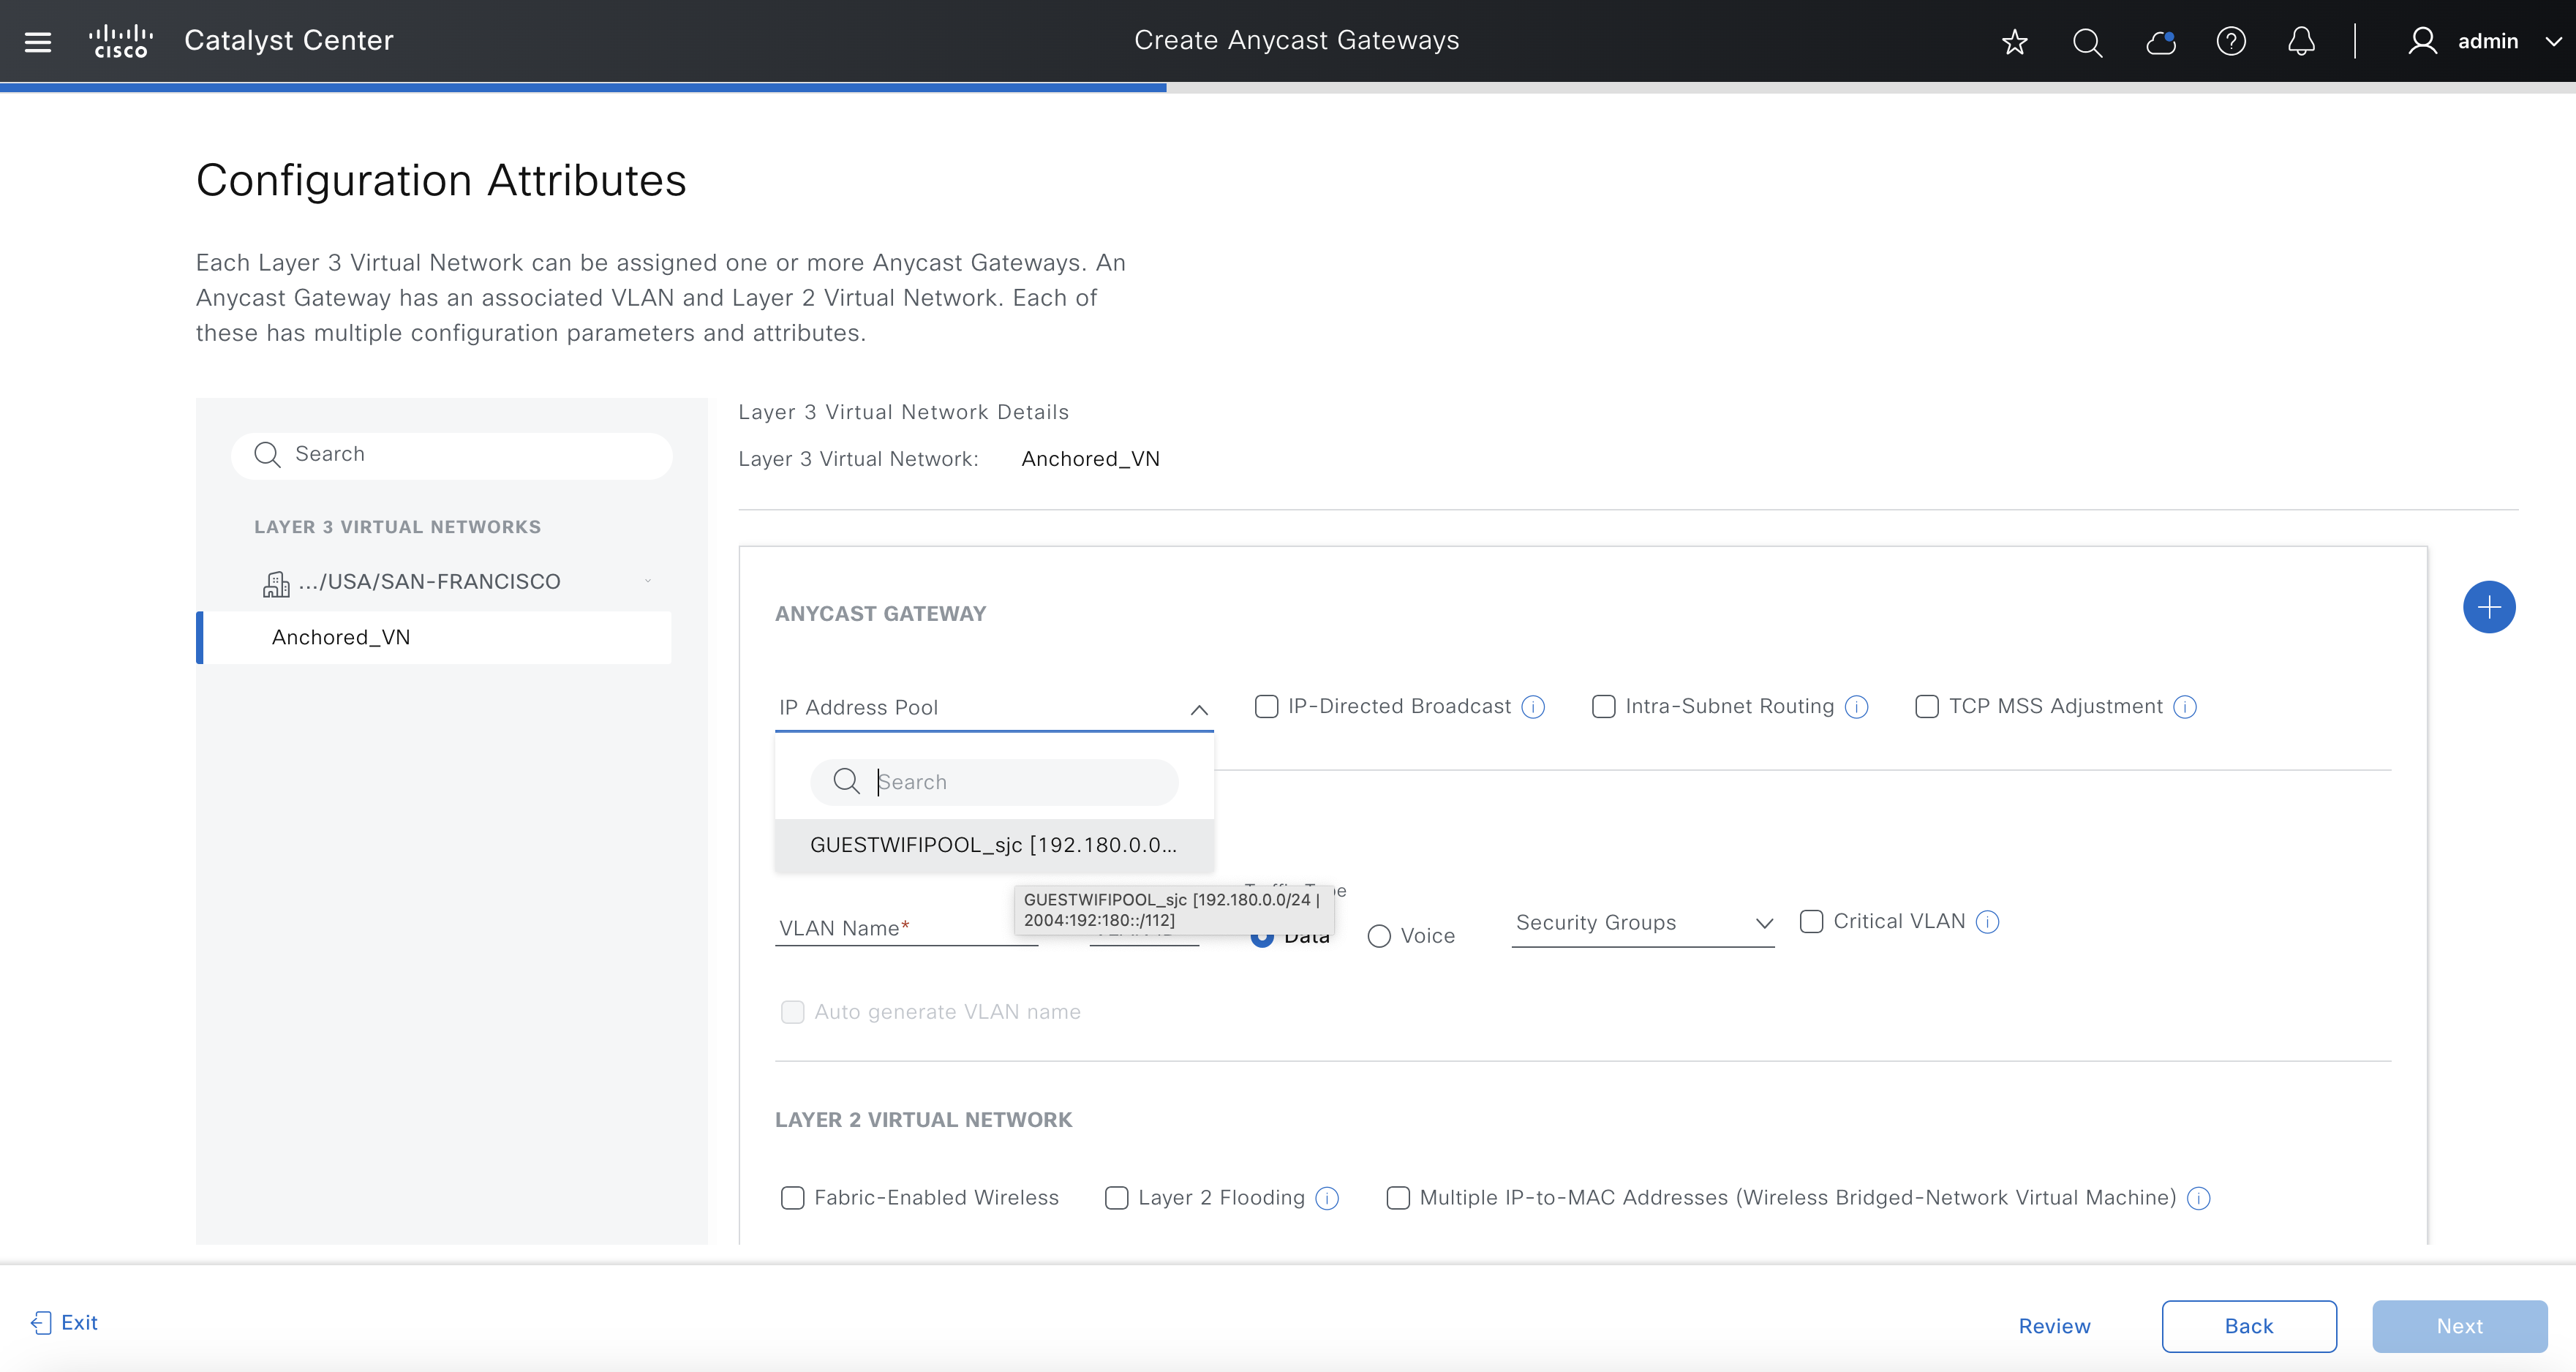 cisco
Catalyst Center
Create Anycast Gateways
admin
Configuration Attributes
Each Layer 3 Virtual Network can be assigned one or more Anycast Gateways. An
Anycast Gateway has an associated VLAN and Layer 2 Virtual Network. Each of
these has multiple configuration parameters and attributes.
Search
LAYER 3 VIRTUAL NETWORKS
.../USA/SAN-FRANCISCO
Anchored_VN
Layer 3 Virtual Network Details
Layer 3 Virtual Network: Anchored_VN
ANYCAST GATEWAY
IP Address Pool
IP-Directed Broadcast
Intra-Subnet Routing
TCP MSS Adjustment
Search
GUESTWIFIPOOL_sjc [192.180.0.0...
GUESTWIFIPOOL_sjc [192.180.0.0/24 |
2004:192:180::/112]
VLAN Name*
Data
Voice
Security Groups
Critical VLAN
Auto generate VLAN name
LAYER 2 VIRTUAL NETWORK
Fabric-Enabled Wireless
Layer 2 Flooding
Multiple IP-to-MAC Addresses (Wireless Bridged-Network Virtual Machine)
Exit
Review
Back
Next